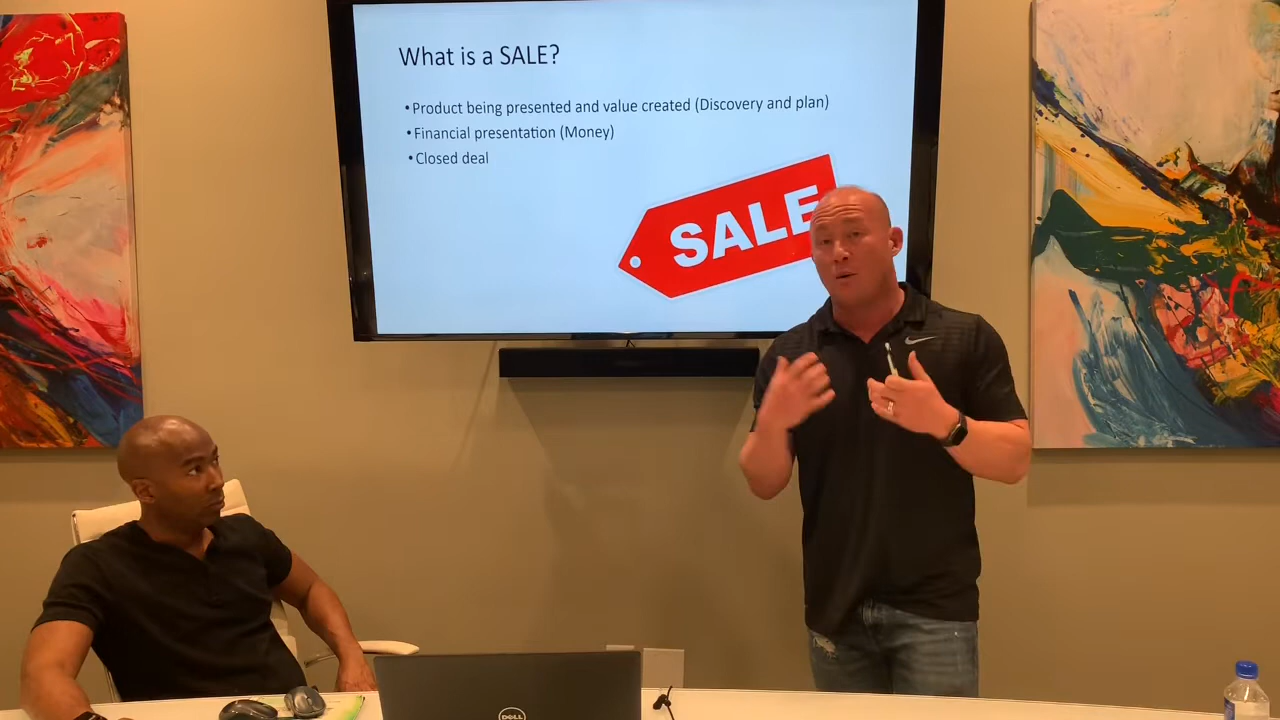 What is a SALE?
•Product being presented and value created (Discovery and plan)
•Financial presentation (Money)
•Closed deal
SALE
DELL